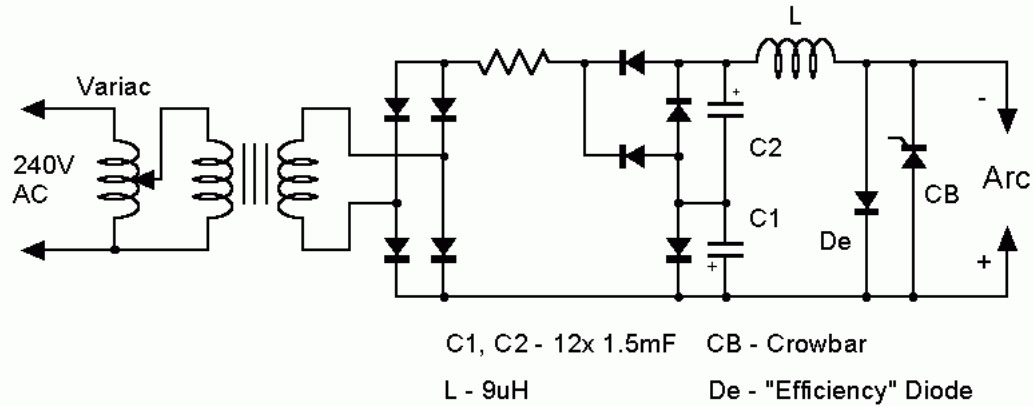 L
Variac
240V
AC
+
C2
C1
+
-
Arc
+
CB
De
C1, C2 - 12x 1.5mF CB - Crowbar
L - 9uH De - "Efficiency" Diode